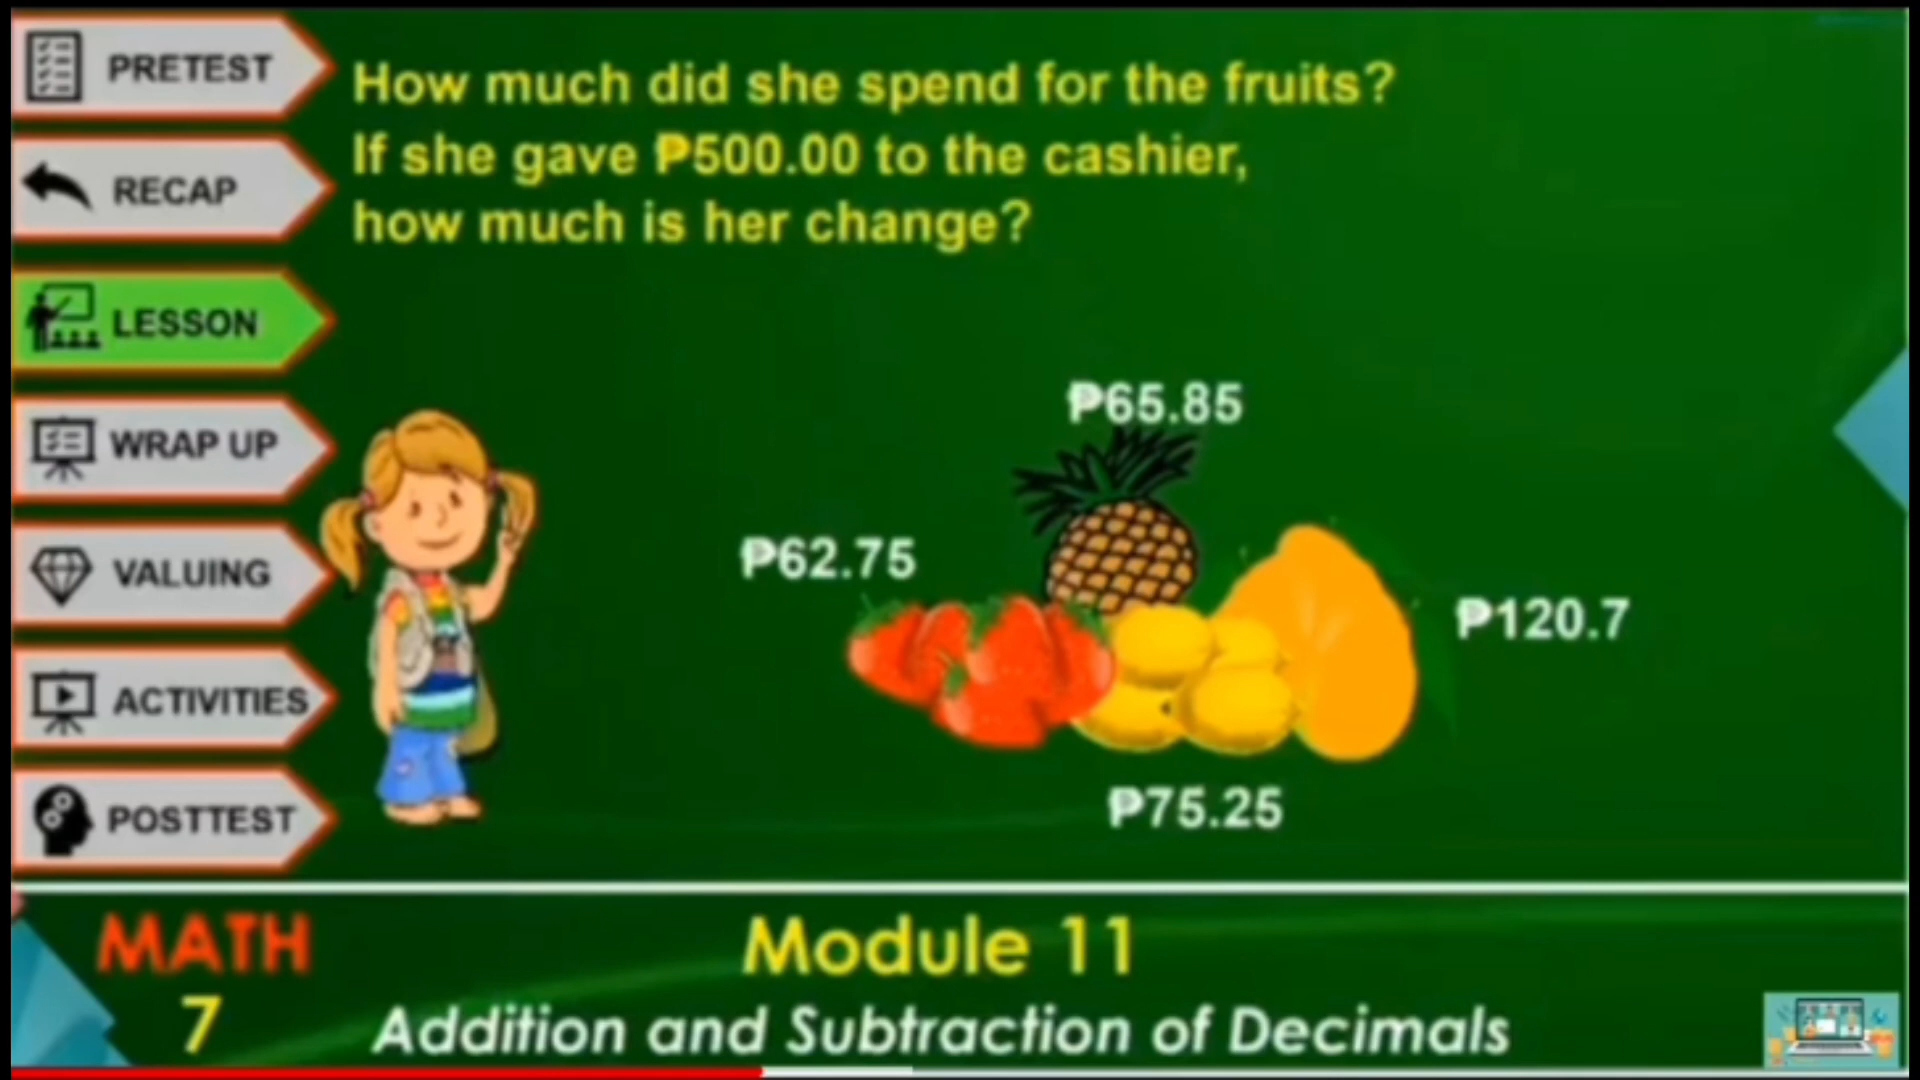 PRETEST
RECAP
LESSON
WRAP UP
VALUING
ACTIVITIES
POSTTEST
How much did she spend for the fruits?
If she gave ₱500.00 to the cashier,
how much is her change?
₱65.85
₱62.75
₱120.7
₱75.25
MATH
7
Module 11
Addition and Subtraction of Decimals